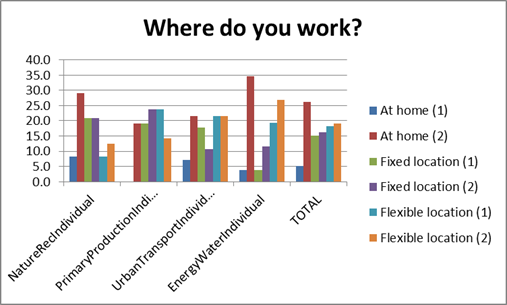 Where do you work?
40.0
35.0
30.0
25.0
20.0
15.0
10.0
5.0
0.0
NatureRecIndividual
PrimaryProductionIndi...
UrbanTransportIndivid...
EnergyWaterIndividual
TOTAL
At home (1)
At home (2)
Fixed location (1)
Fixed location (2)
Flexible location (1)
Flexible location (2)